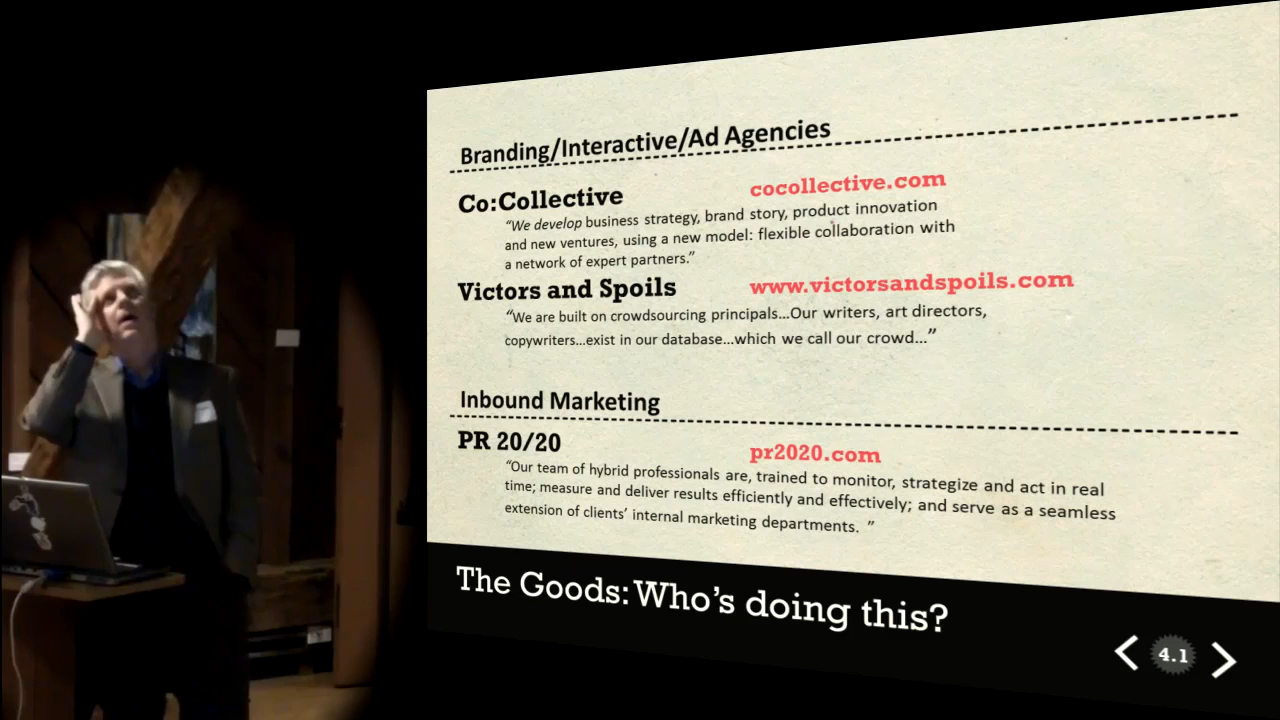 Branding/Interactive/Ad Agencies
Co:Collective
cocollective.com
“We develop business strategy, brand story, product innovation
and new ventures, using a new model: flexible collaboration with
a network of expert partners.”
Victors and Spoils
www.victorsandspoils.com
“We are built on crowdsourcing principals...Our writers, art directors,
copywriters...exist in our database...which we call our crowd...”
Inbound Marketing
PR 20/20
pr2020.com
“Our team of hybrid professionals are, trained to monitor, strategize and act in real
time; measure and deliver results efficiently and effectively; and serve as a seamless
extension of clients’ internal marketing departments. ”
The Goods: Who’s doing this?
4.1